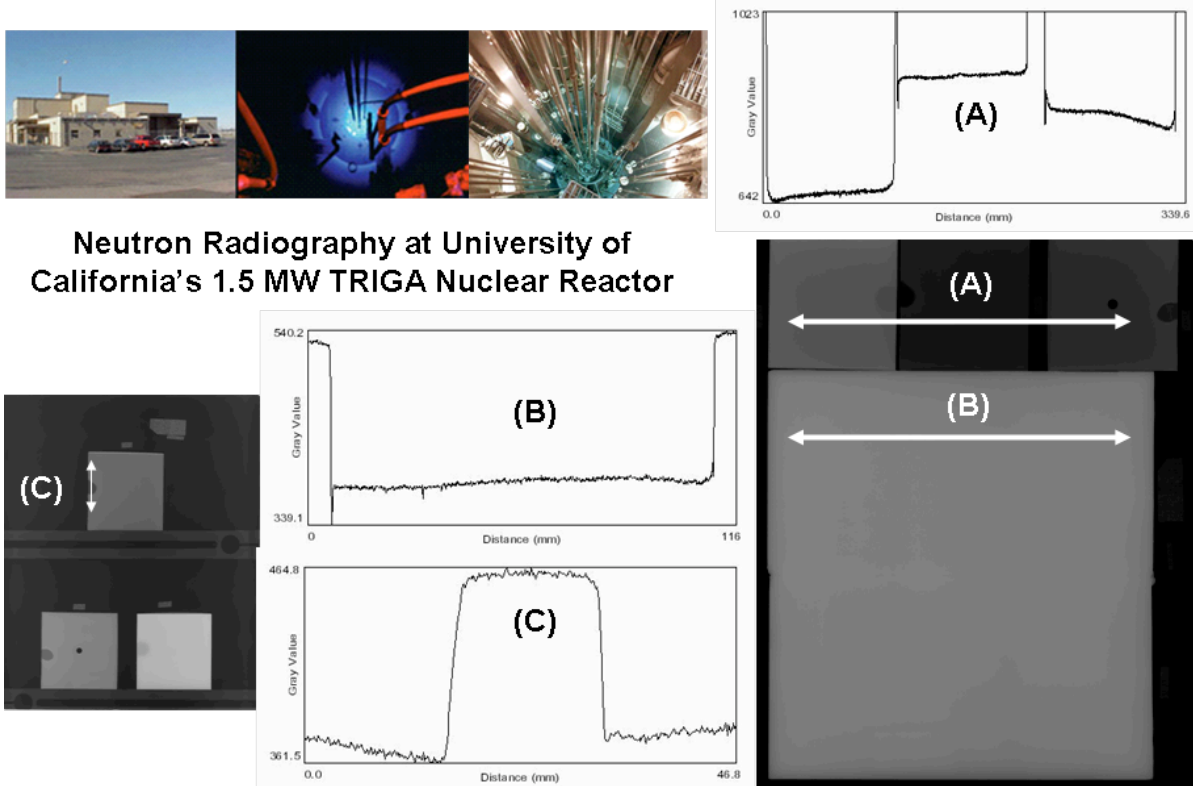 1023
Gray Value
(A)
642
0.0
Distance (mm)
339.6
Neutron Radiography at University of
California's 1.5 MW TRIGA Nuclear Reactor
(A)
(B)
540.2
Gray Value
(B)
339.1
0
Distance (mm)
116
(C)
464.8
Gray Value
(C)
361.5
0.0
Distance (mm)
46.8